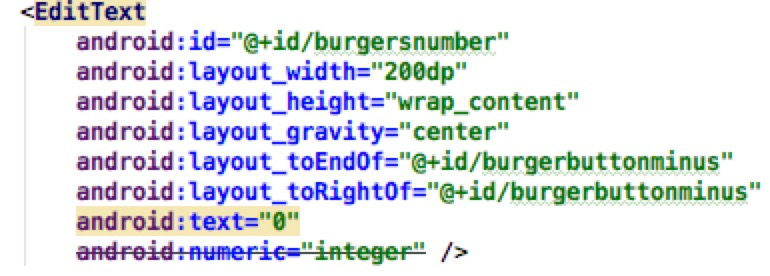 <EditText
android:id="@+id/burgersnumber"
android:layout_width="200dp"
android:layout_height="wrap_content"
android:layout_gravity="center"
android:layout_toEndOf="@+id/burgerbuttonminus"
android:layout_toRightOf="@+id/burgerbuttonminus"
android:text="0"
android:numeric="integer" />